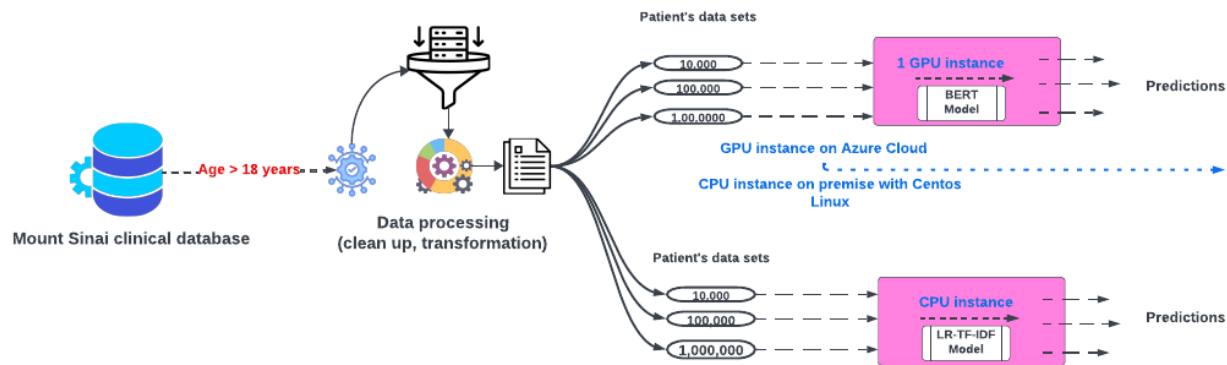 Patient's data sets
10,000
100,000
1.00.0000
1 GPU instance
BERT
Model
Predictions
GPU instance on Azure Cloud
CPU instance on premise with Centos
Linux
Age > 18 years
Mount Sinai clinical database
Data processing
(clean up, transformation)
Patient's data sets
10.000
100,000
1,000,000
CPU instance
LR-TF-IDF
Model
Predictions